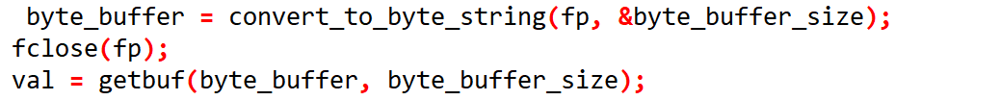 byte_buffer = convert_to_byte_string(fp, &byte_buffer_size);
fclose(fp);
val = getbuf(byte_buffer, byte_buffer_size);